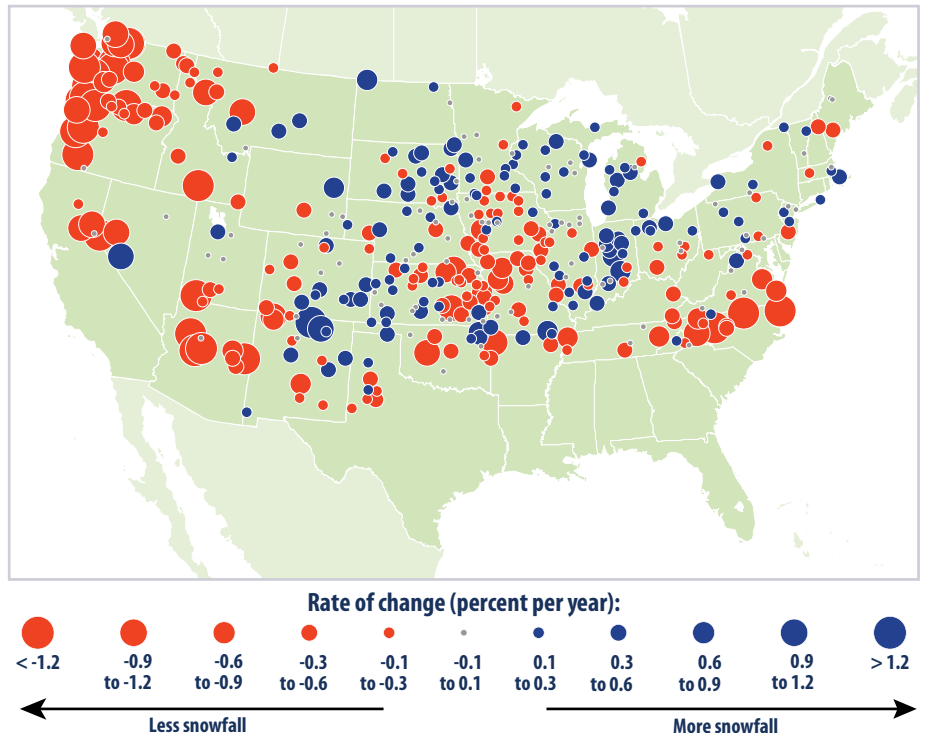 Rate of change (percent per year):
< -1.2 -0.9 -0.6 -0.3 -0.1 -0.1 0.1 0.3 0.6 0.9 > 1.2
to -1.2 to -0.9 to -0.6 to -0.3 to 0.1 to 0.3 to 0.6 to 0.9 to 1.2
Less snowfall More snowfall